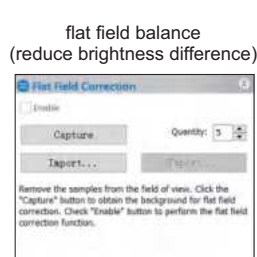 flat field balance
(reduce brightness difference)
Flat Field Correction
Enable
Capture
Quantity: 5
Import...
Remove the samples from the field of view. Click the
"Capture" button to obtain the background for flat field
correction. Check "Enable" button to perform the flat field
correction function.